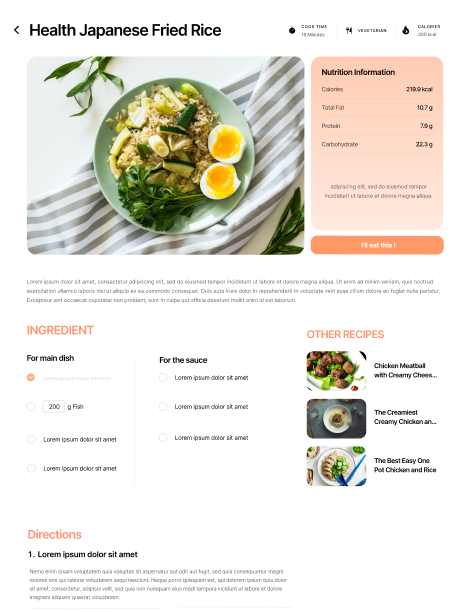 Health Japanese Fried Rice
COOK TIME
15 Minutes
VEGETARIAN
CALORIES
200 kcal
Nutrition Information
Calories 219.9 kcal
Total Fat 10.7 g
Protein 7.9 g
Carbohydrate 22.3 g
adipiscing elit, sed do eiusmod tempor
incididunt ut labore et dolore magna aliqua.
I'll eat this !
Lorem ipsum dolor sit amet, consectetur adipiscing elit, sed do eiusmod tempor incididunt ut labore et dolore magna aliqua. Ut enim ad minim veniam, quis nostrud
exercitation ullamco laboris nisi ut aliquip ex ea commodo consequat. Duis aute irure dolor in reprehenderit in voluptate velit esse cillum dolore eu fugiat nulla pariatur.
Excepteur sint occaecat cupidatat non proident, sunt in culpa qui officia deserunt mollit anim id est laborum.
INGREDIENT
For main dish
Lorem ipsum dolor sit amet
200 g Fish
Lorem ipsum dolor sit amet
Lorem ipsum dolor sit amet
For the sauce
Lorem ipsum dolor sit amet
Lorem ipsum dolor sit amet
Lorem ipsum dolor sit amet
OTHER RECIPES
Chicken Meatball
with Creamy Chees...
The Creamiest
Creamy Chicken an...
The Best Easy One
Pot Chicken and Rice
Directions
1. Lorem ipsum dolor sit amet
Nemo enim ipsam voluptatem quia voluptas sit aspernatur aut odit aut fugit, sed quia consequuntur magni
dolores eos qui ratione voluptatem sequi nesciunt. Neque porro quisquam est, qui dolorem ipsum quia dolor
sit amet, consectetur, adipisci velit, sed quia non numquam eius modi tempora incidunt ut labore et dolore
magnam aliquam quaerat voluptatem.